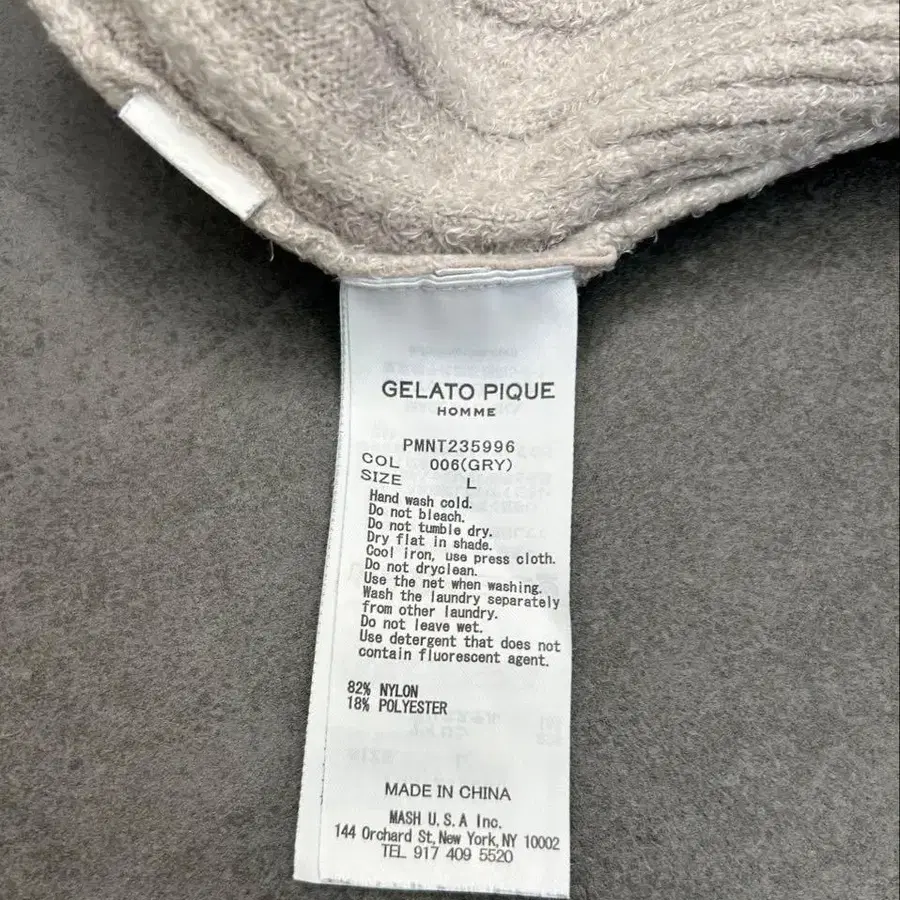 GELATO PIQUE
HOMME
PMNT235996
COL 006(GRY)
SIZE L
Hand wash cold.
Do not bleach.
Do not tumble dry.
Dry flat in shade.
Cool iron, use press cloth.
Do not dryclean.
Use the net when washing.
Wash the laundry separately
from other laundry.
Do not leave wet.
Use detergent that does not
contain fluorescent agent.
82% NYLON
18% POLYESTER
MADE IN CHINA
MASH U.S.A Inc.
144 Orchard St, New York, NY 10002
TEL 917 409 5520